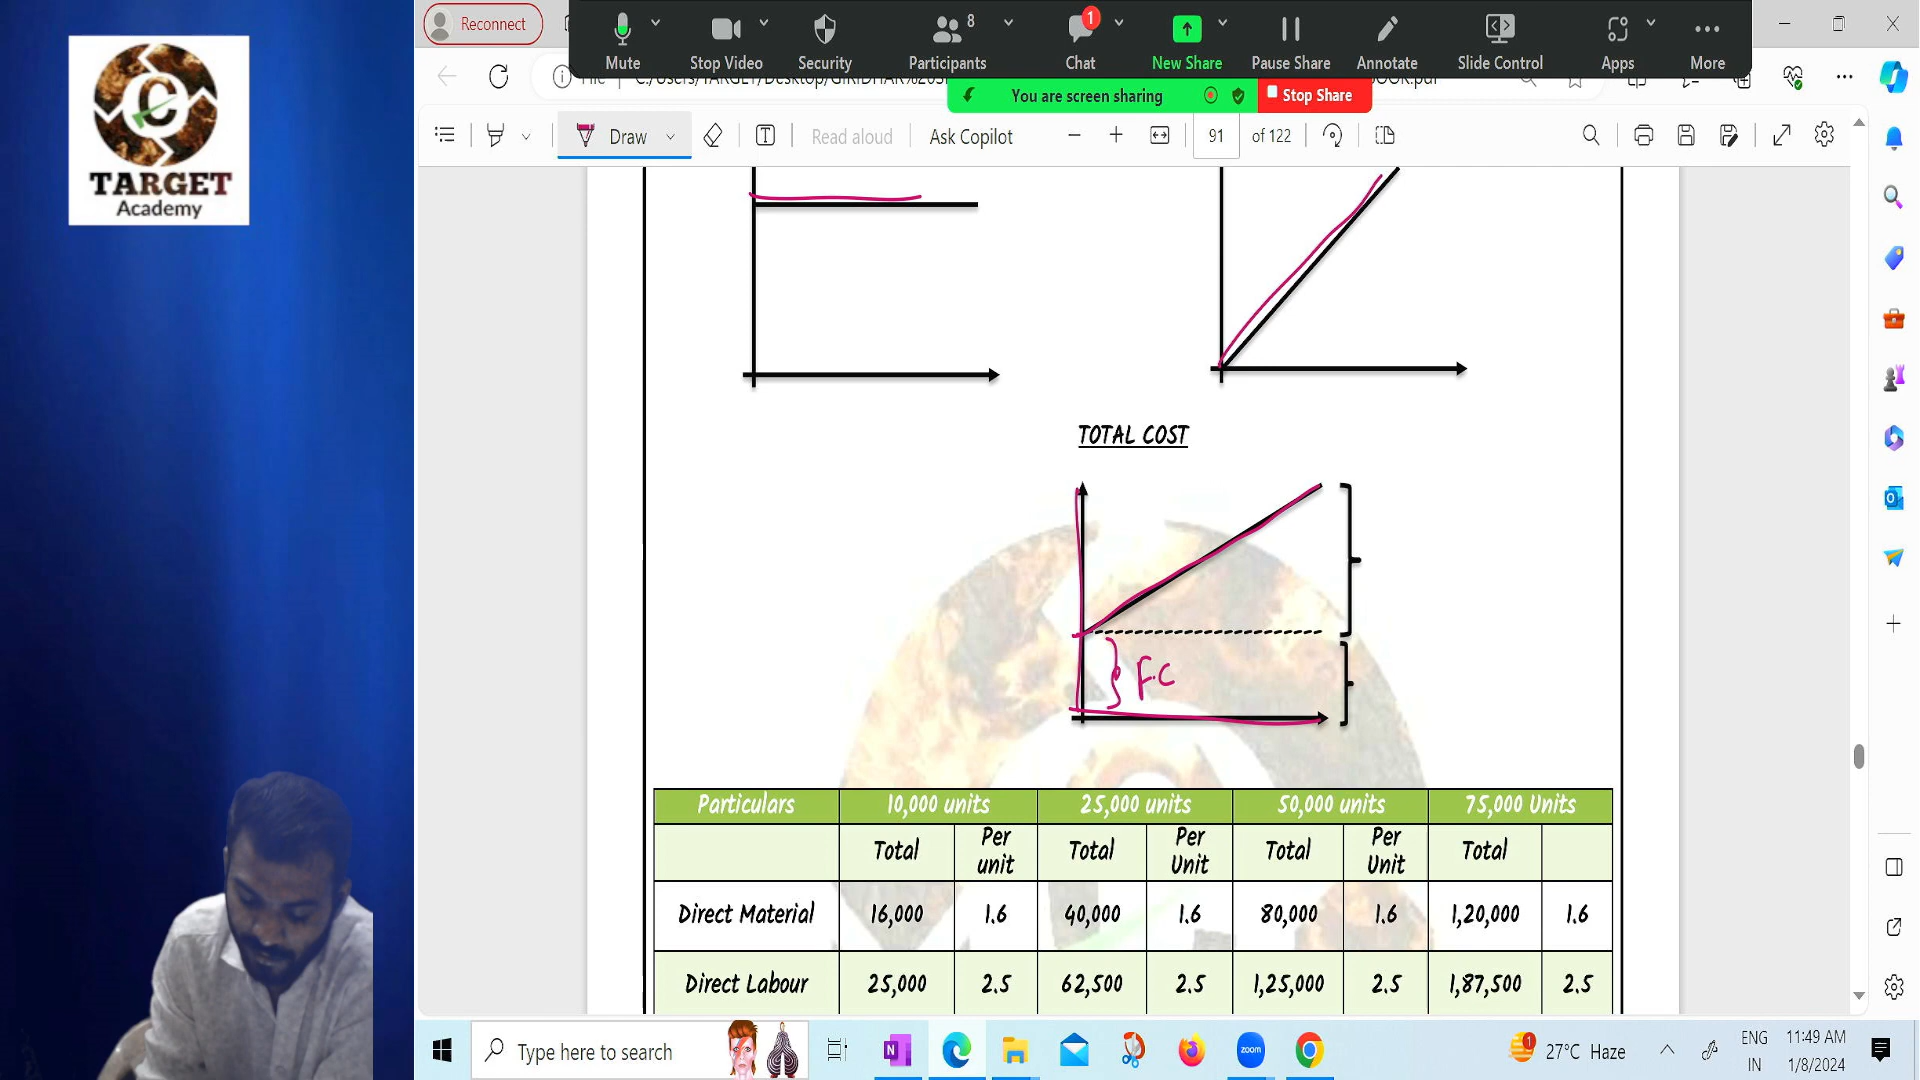 Reconnect
Mute
Stop Video
Security
8
Participants
1
Chat
New Share
Pause Share
Annotate
Slide Control
Apps
More
You are screen sharing
Stop Share
Draw
Read aloud
Ask Copilot
91
of 122
TARGET
Academy
TOTAL COST
F.C
Particulars 10,000 units 25,000 units 50,000 units 75,000 Units
Total Per unit Total Per Unit Total Per Unit Total
Direct Material 16,000 1.6 40,000 1.6 80,000 1.6 1,20,000 1.6
Direct Labour 25,000 2.5 62,500 2.5 1,25,000 2.5 1,87,500 2.5
Type here to search
zoom
1
27°C Haze
ENG
IN
11:49 AM
1/8/2024